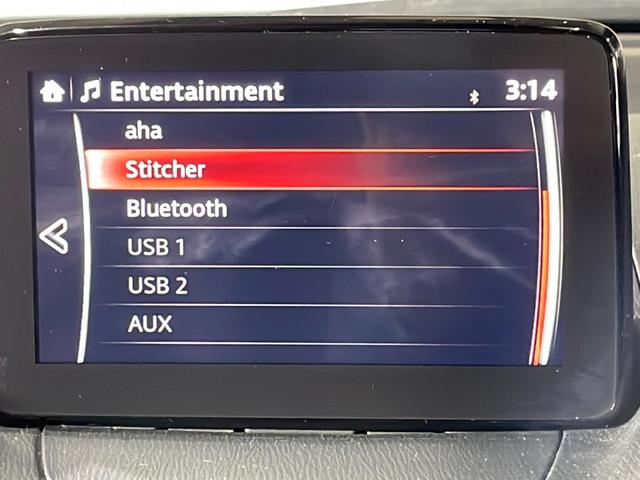 Entertainment 3:14
aha
Stitcher
Bluetooth
USB 1
USB 2
AUX